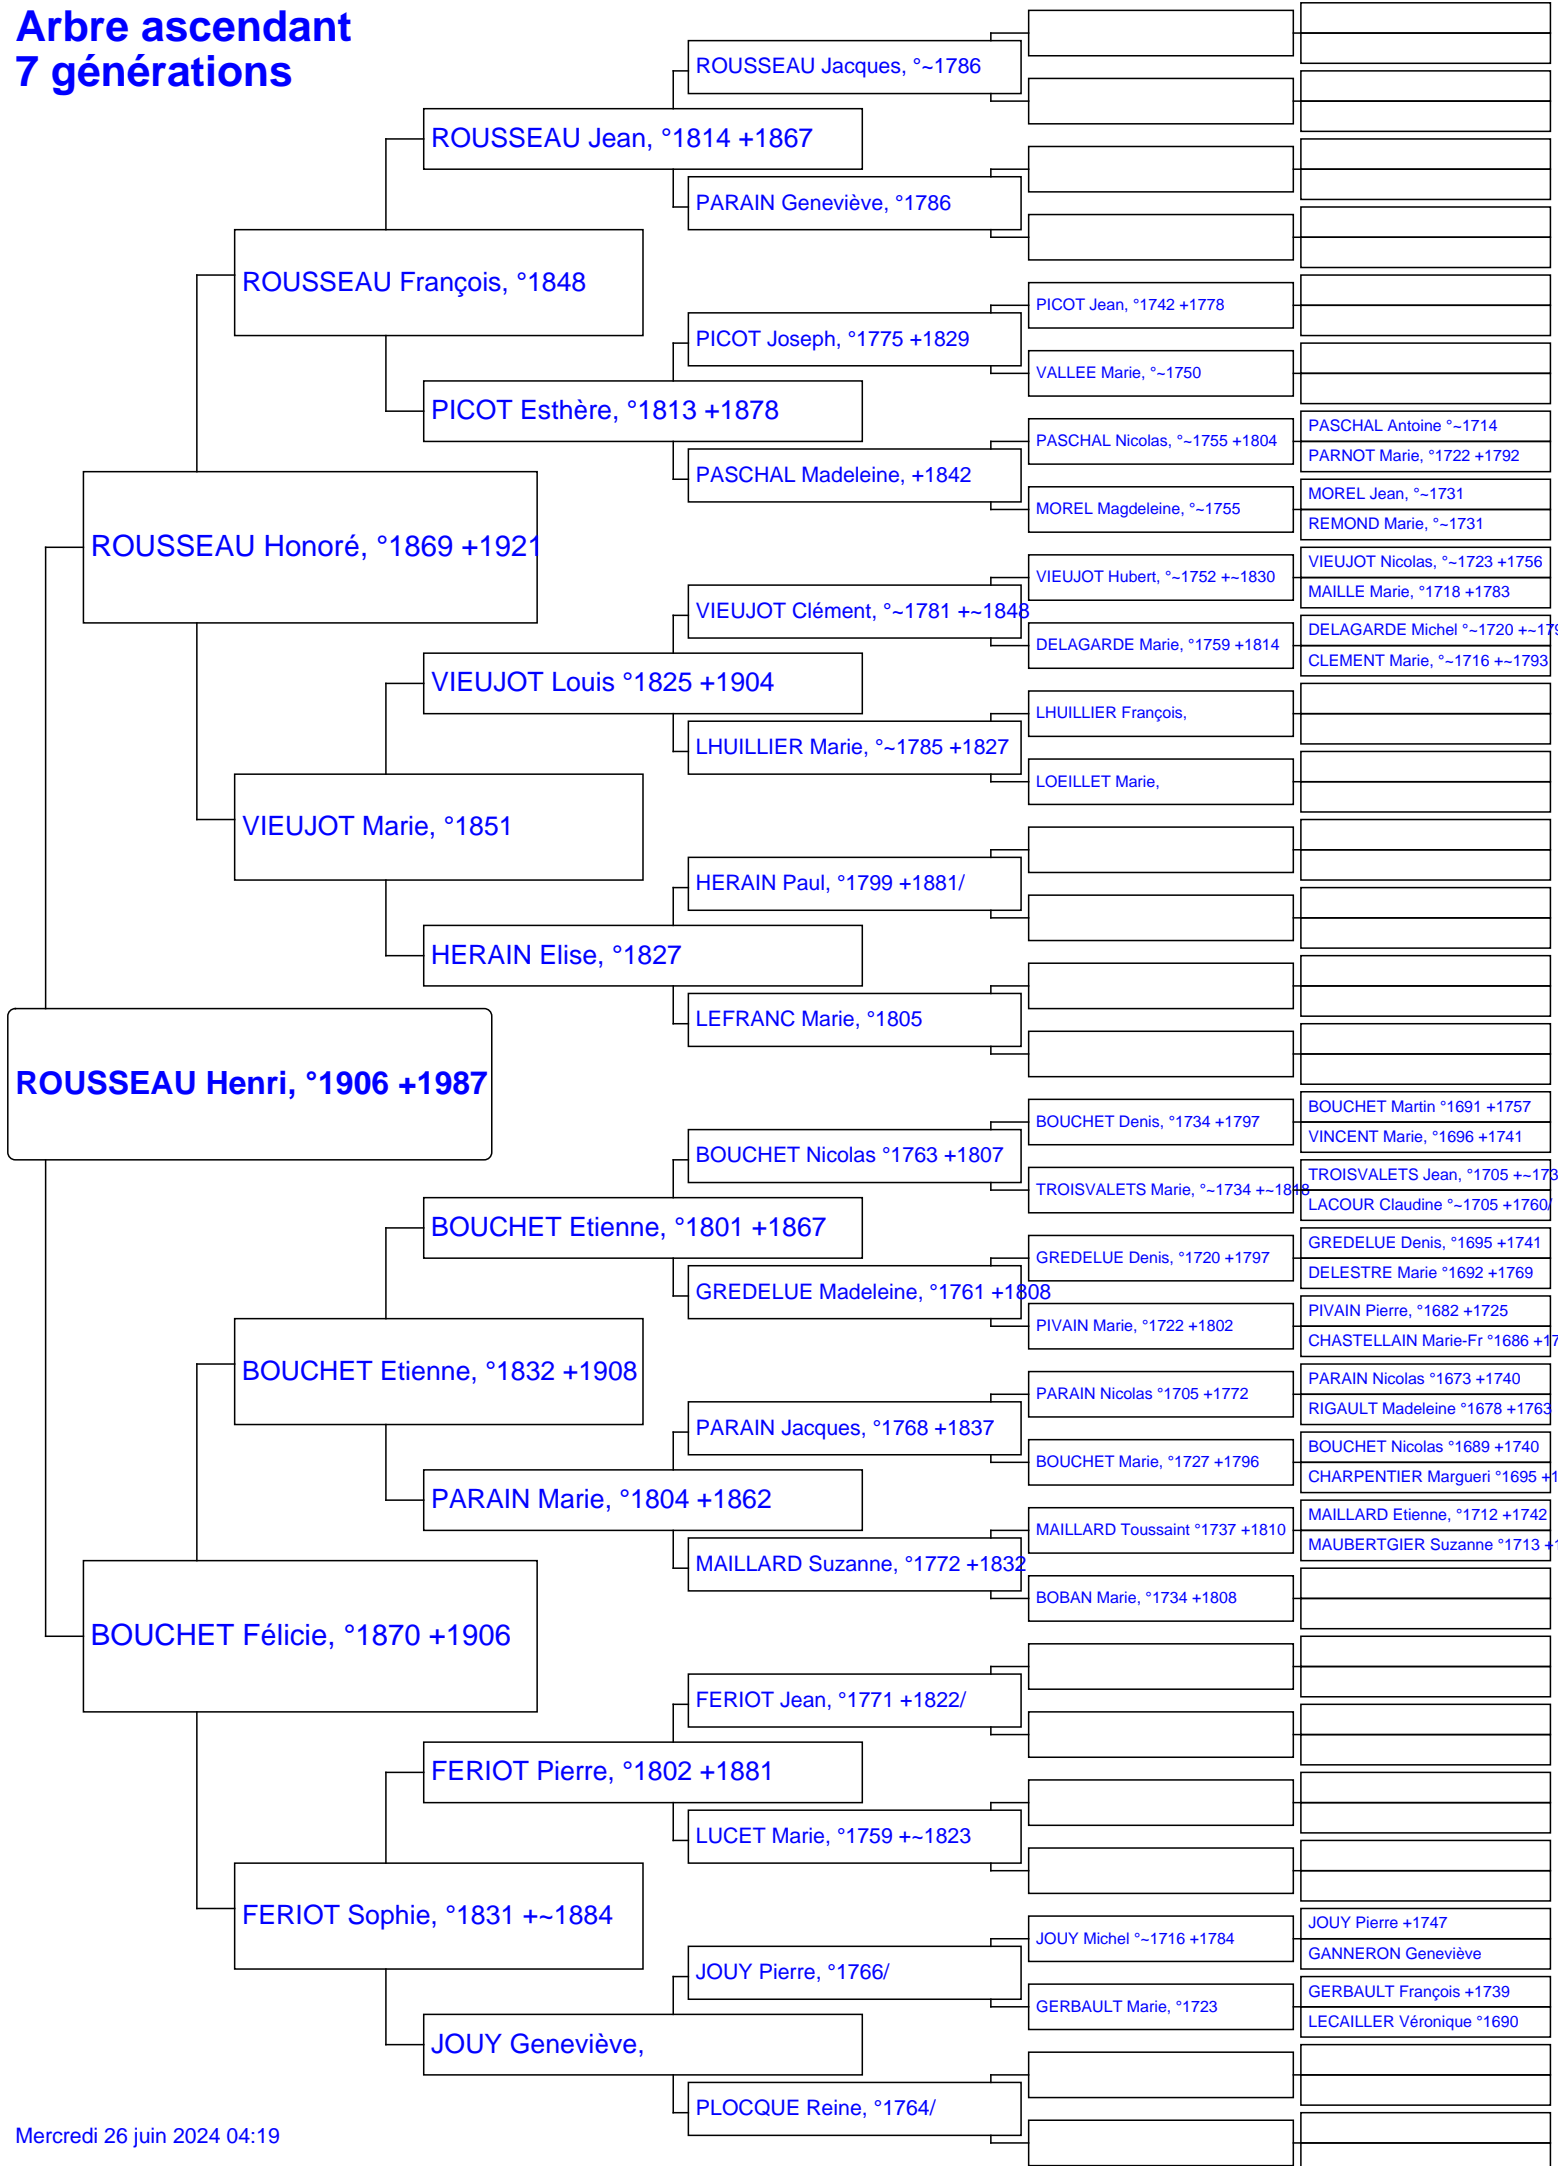 Arbre ascendant
7 générations
ROUSSEAU Jacques, °~1786
ROUSSEAU Jean, °1814 +1867
PARAIN Geneviève, °1786
ROUSSEAU François, °1848
PICOT Jean, °1742 +1778
PICOT Joseph, °1775 +1829
VALLEE Marie, °~1750
PICOT Esthère, °1813 +1878
PASCHAL Antoine °~1714
PASCHAL Nicolas, °~1755 +1804
PARNOT Marie, °1722 +1792
PASCHAL Madeleine, +1842
MOREL Jean, °~1731
MOREL Magdeleine, °~1755
REMOND Marie, °~1731
ROUSSEAU Honoré, °1869 +1921
VIEUJOT Nicolas, °~1723 +1756
VIEUJOT Hubert, °~1752 +~1830
MAILLE Marie, °1718 +1783
VIEUJOT Clément, °~1781 +~1848
DELAGARDE Michel °~1720 +~179
DELAGARDE Marie, °1759 +1814
CLEMENT Marie, °~1716 +~1793
VIEUJOT Louis °1825 +1904
LHUILLIER François,
LHUILLIER Marie, °~1785 +1827
LOEILLET Marie,
VIEUJOT Marie, °1851
HERAIN Paul, °1799 +1881/
HERAIN Elise, °1827
LEFRANC Marie, °1805
ROUSSEAU Henri, °1906 +1987
BOUCHET Martin °1691 +1757
BOUCHET Denis, °1734 +1797
VINCENT Marie, °1696 +1741
BOUCHET Nicolas °1763 +1807
TROISVALETS Jean, °1705 +~173
TROISVALETS Marie, °~1734 +~1818
LACOUR Claudine °~1705 +1760/
BOUCHET Etienne, °1801 +1867
GREDELUE Denis, °1695 +1741
GREDELUE Denis, °1720 +1797
DELESTRE Marie °1692 +1769
GREDELUE Madeleine, °1761 +1808
PIVAIN Pierre, °1682 +1725
PIVAIN Marie, °1722 +1802
CHASTELLAIN Marie-Fr °1686 +17
BOUCHET Etienne, °1832 +1908
PARAIN Nicolas °1673 +1740
PARAIN Nicolas °1705 +1772
RIGAULT Madeleine °1678 +1763
PARAIN Jacques, °1768 +1837
BOUCHET Nicolas °1689 +1740
BOUCHET Marie, °1727 +1796
CHARPENTIER Margueri °1695 +1
PARAIN Marie, °1804 +1862
MAILLARD Etienne, °1712 +1742
MAILLARD Toussaint °1737 +1810
MAUBERTGIER Suzanne °1713 +1
MAILLARD Suzanne, °1772 +1832
BOBAN Marie, °1734 +1808
BOUCHET Félicie, °1870 +1906
FERIOT Jean, °1771 +1822/
FERIOT Pierre, °1802 +1881
LUCET Marie, °1759 +~1823
FERIOT Sophie, °1831 +~1884
JOUY Pierre +1747
JOUY Michel °~1716 +1784
GANNERON Geneviève
JOUY Pierre, °1766/
GERBAULT François +1739
GERBAULT Marie, °1723
LECAILLER Véronique °1690
JOUY Geneviève,
PLOCQUE Reine, °1764/
Mercredi 26 juin 2024 04:19